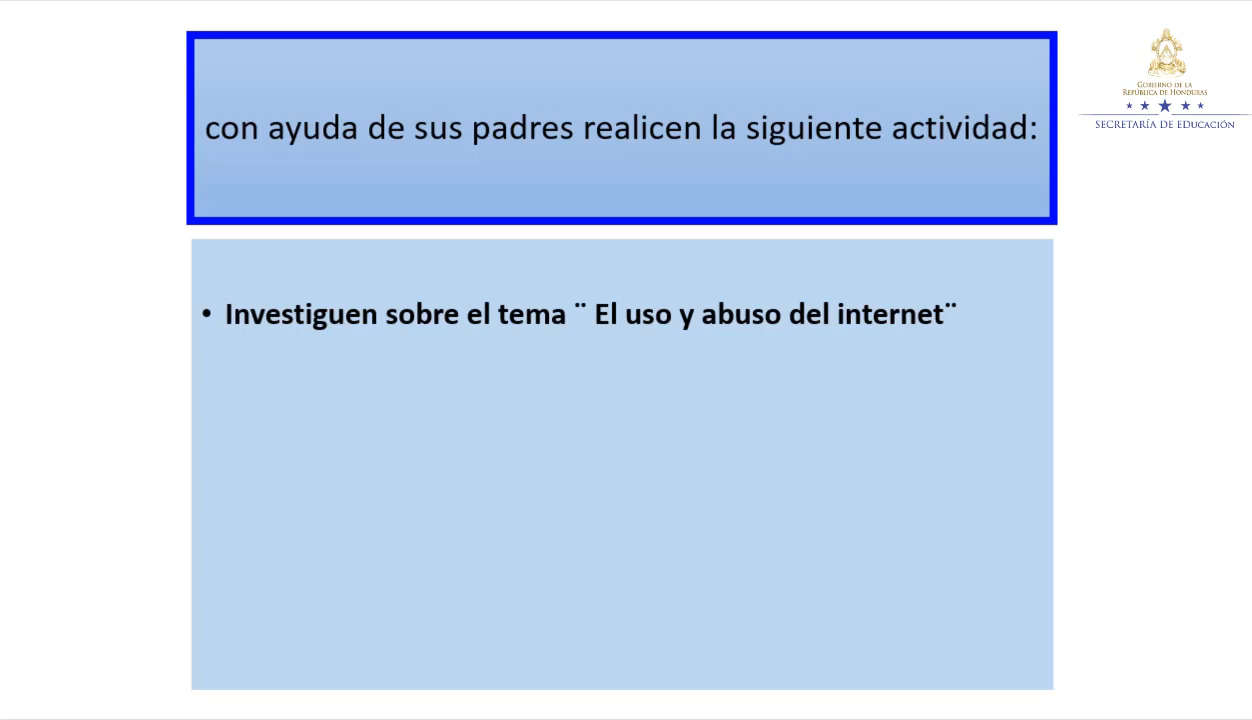 GOBIERNO DE LA
REPÚBLICA DE HONDURAS
SECRETARÍA DE EDUCACIÓN
con ayuda de sus padres realicen la siguiente actividad:
• Investiguen sobre el tema ¨ El uso y abuso del internet¨